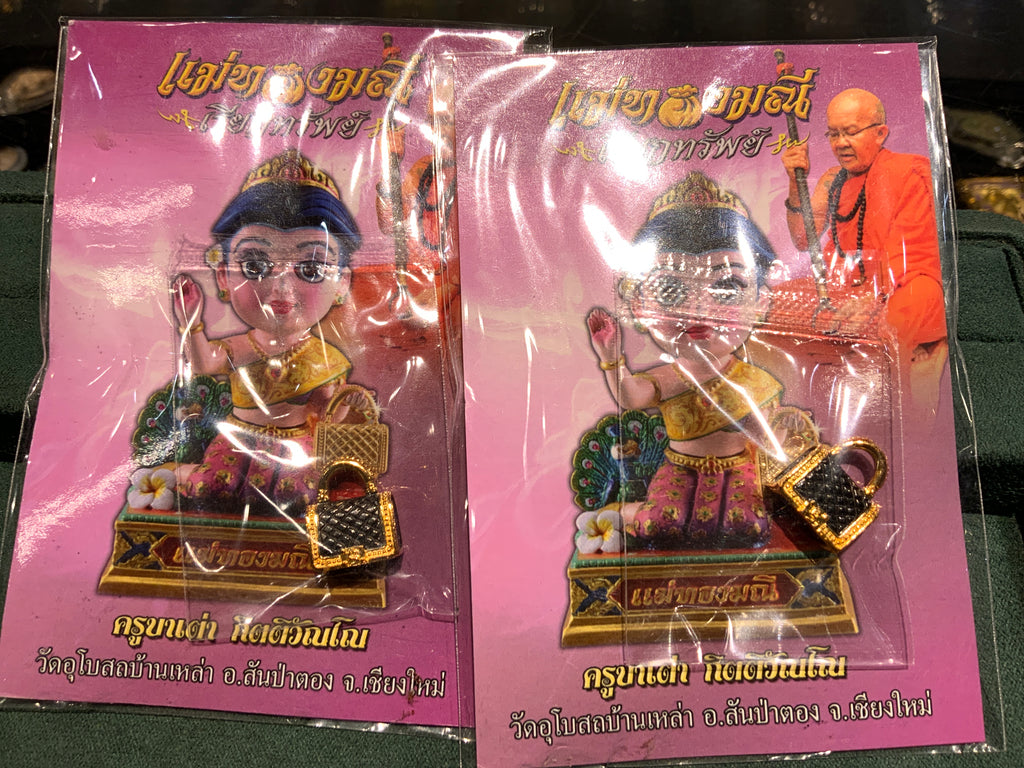 แม่ทองมณี
เรียกทรัพย์
แม่ทองมณี
ครูบาเต๋า กิตติวัณโณ
วัดอุโบสถบ้านเหล่า อ.สันป่าตอง จ.เชียงใหม่
แม่ทองมณี
ทรัพย์
แม่ทองมณี
ครูบาเต๋า กิตติวัณโณ
วัดอุโบสถบ้านเหล่า อ.สันป่าตอง จ.เชียงใหม่